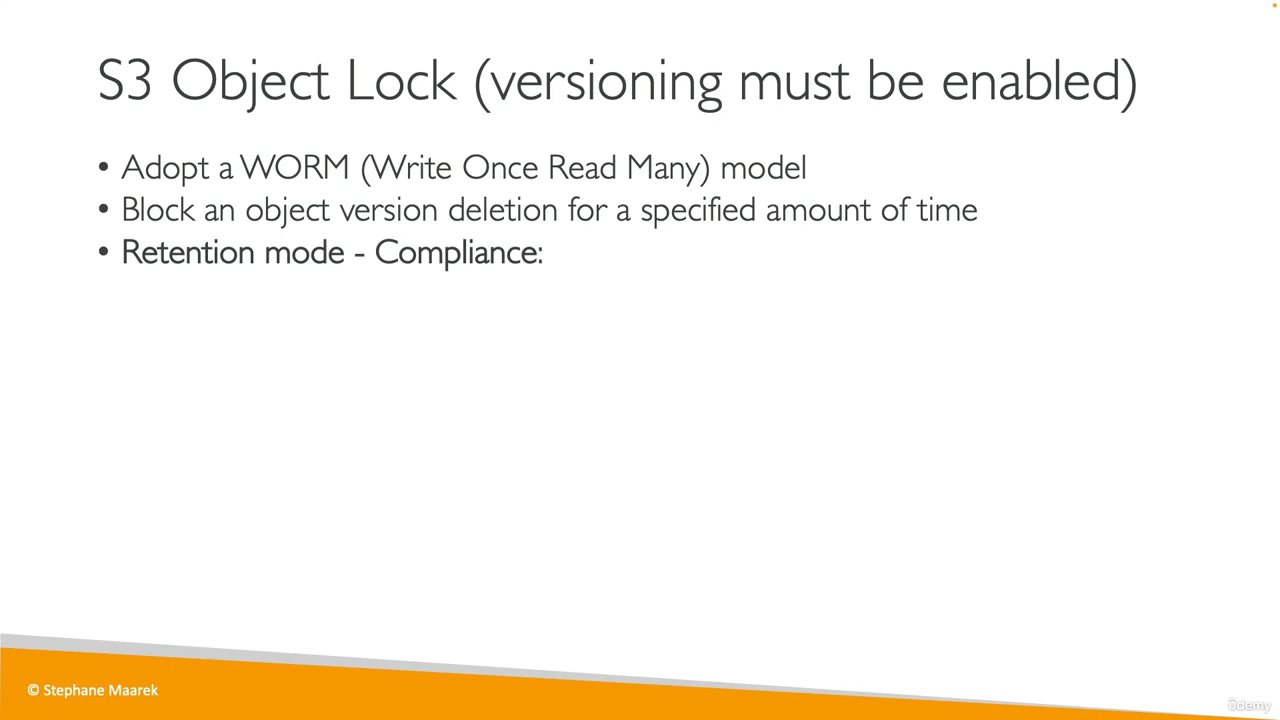 S3 Object Lock (versioning must be enabled)
• Adopt a WORM (Write Once Read Many) model
• Block an object version deletion for a specified amount of time
• Retention mode - Compliance:
© Stephane Maarek
ûdemy